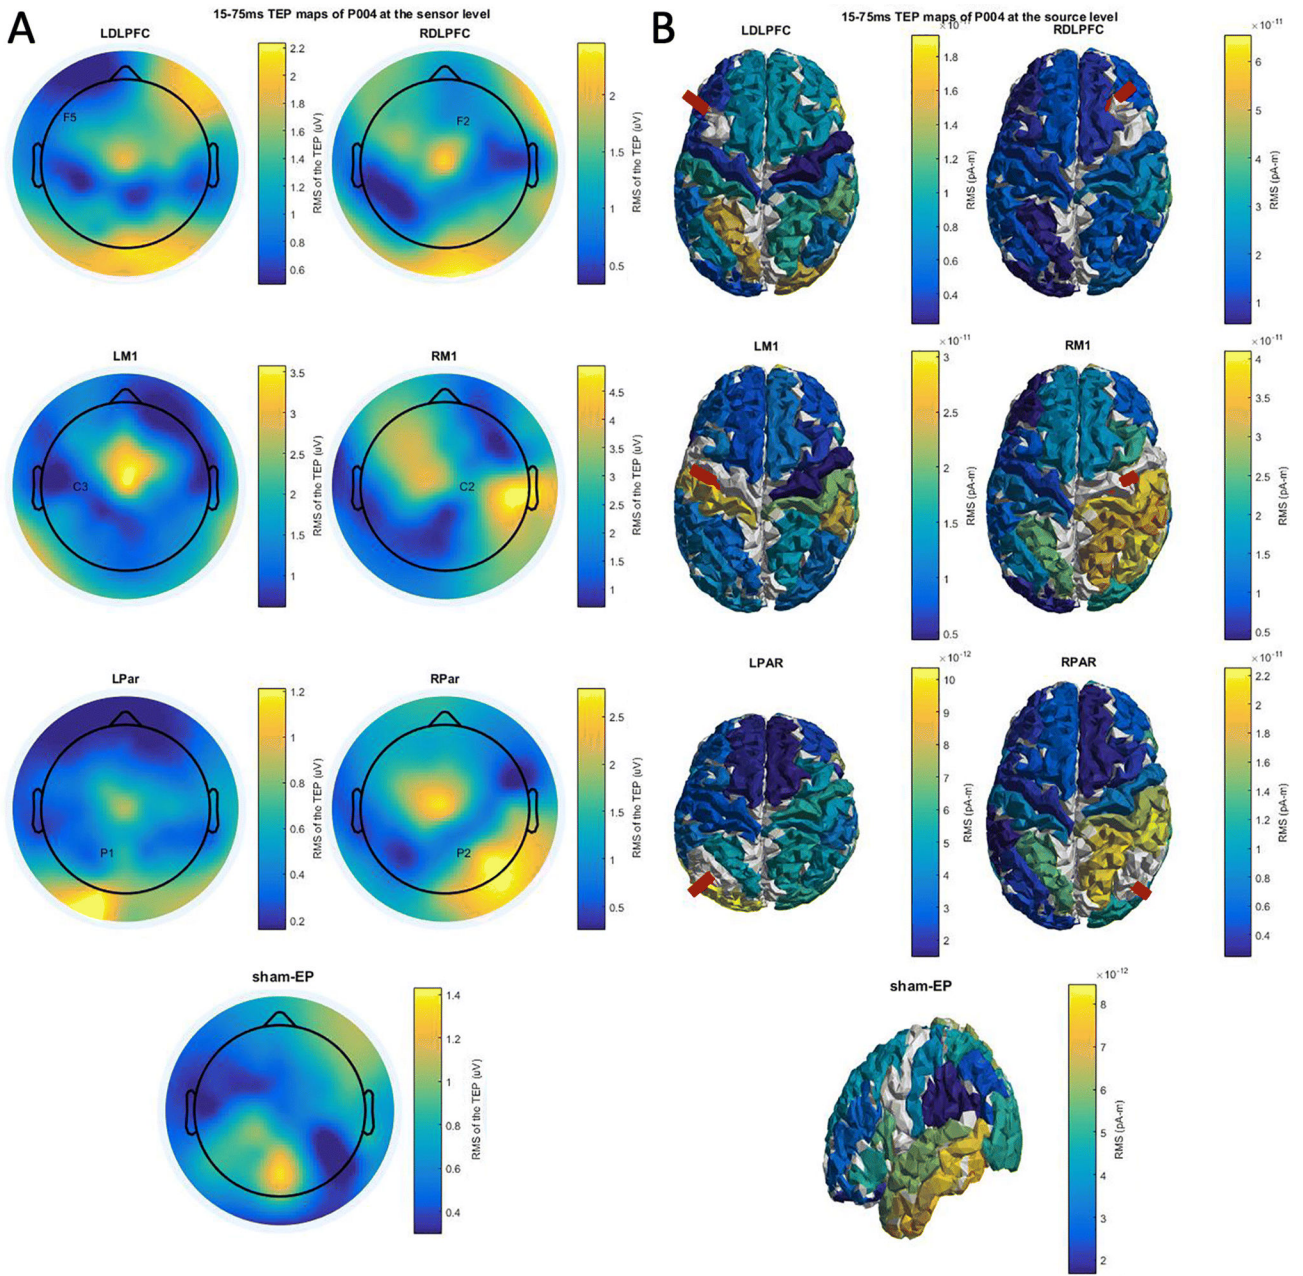 A
15-75ms TEP maps of P004 at the sensor level
LDLPFC
RDLPFC
F5
F2
2.2
2
1.8
1.6
1.4
1.2
1
0.8
0.6
RMS of the TEP (uV)
2
1.5
1
0.5
RMS of the TEP (uV)
LM1
RM1
C3
C2
3.5
3
2.5
2
1.5
1
RMS of the TEP (uV)
4.5
4
3.5
3
2.5
2
1.5
1
RMS of the TEP (uV)
LPar
RPar
P1
P2
1.2
1
0.8
0.6
0.4
0.2
RMS of the TEP (uV)
2.5
2
1.5
1
0.5
RMS of the TEP (uV)
sham-EP
1.4
1.2
1
0.8
0.6
0.4
RMS of the TEP (uV)
B
15-75ms TEP maps of P004 at the source level
LDLPFC
RDLPFC
1.8
1.6
1.4
1.2
1
0.8
0.6
0.4
RMS (pA-m)
×10⁻¹¹
6
5
4
3
2
1
RMS (pA-m)
LM1
RM1
×10⁻¹¹
3
2.5
2
1.5
1
0.5
RMS (pA-m)
×10⁻¹¹
4
3.5
3
2.5
2
1.5
1
0.5
RMS (pA-m)
LPAR
RPAR
×10⁻¹²
10
9
8
7
6
5
4
3
2
RMS (pA-m)
×10⁻¹¹
2.2
2
1.8
1.6
1.4
1.2
1
0.8
0.6
0.4
RMS (pA-m)
sham-EP
×10⁻¹²
8
7
6
5
4
3
2
RMS (pA-m)